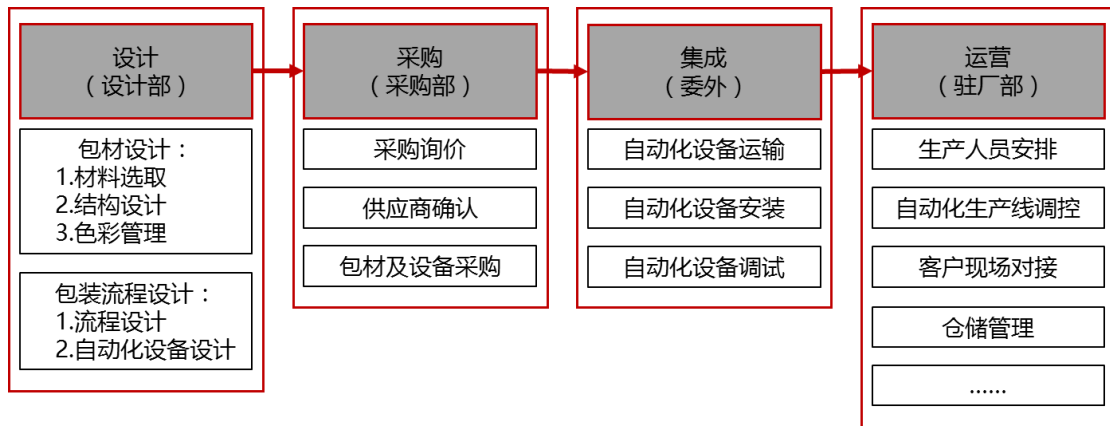 设计
（设计部）
包材设计：
1.材料选取
2.结构设计
3.色彩管理
包装流程设计：
1.流程设计
2.自动化设备设计
采购
（采购部）
采购询价
供应商确认
包材及设备采购
集成
（委外）
自动化设备运输
自动化设备安装
自动化设备调试
运营
（驻厂部）
生产人员安排
自动化生产线调控
客户现场对接
仓储管理
……